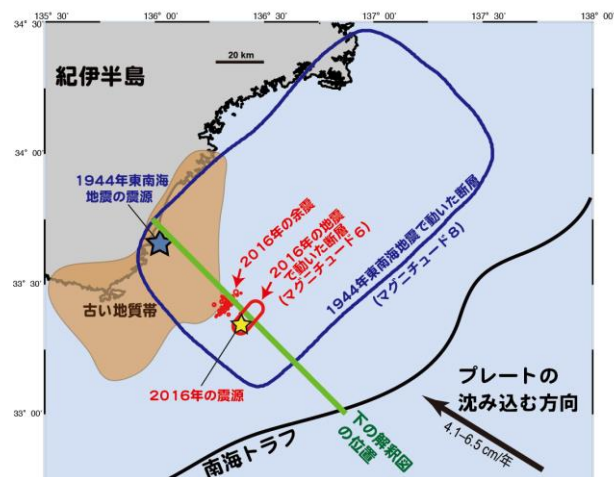 135° 30' 136° 00' 136° 30' 137° 00' 137° 30' 138° 00'
34° 30'
20 km
紀伊半島
34° 00'
1944年東南海
地震の震源
2016年の余震
2016年の地震
で動いた断層
(マグニチュード6)
1944年東南海地震で動いた断層
(マグニチュード8)
33° 30'
古い地質帯
2016年の震源
プレートの
沈み込む方向
33° 00'
4.1–6.5 cm/年
下の解釈図
の位置
南海トラフ